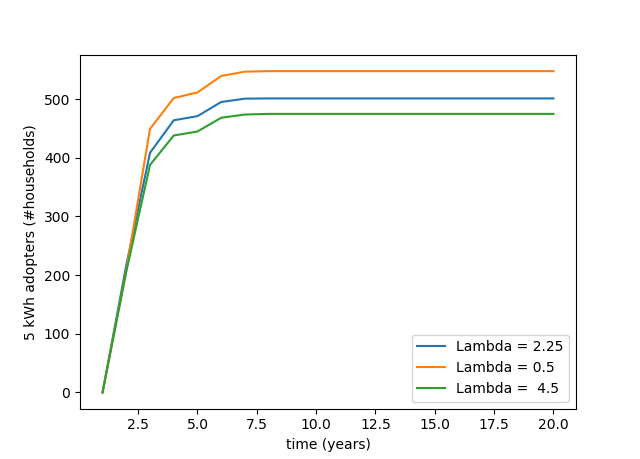 500
400
300
200
100
0
5 kWh adopters (#households)
2.5 5.0 7.5 10.0 12.5 15.0 17.5 20.0
time (years)
Lambda = 2.25
Lambda = 0.5
Lambda =  4.5